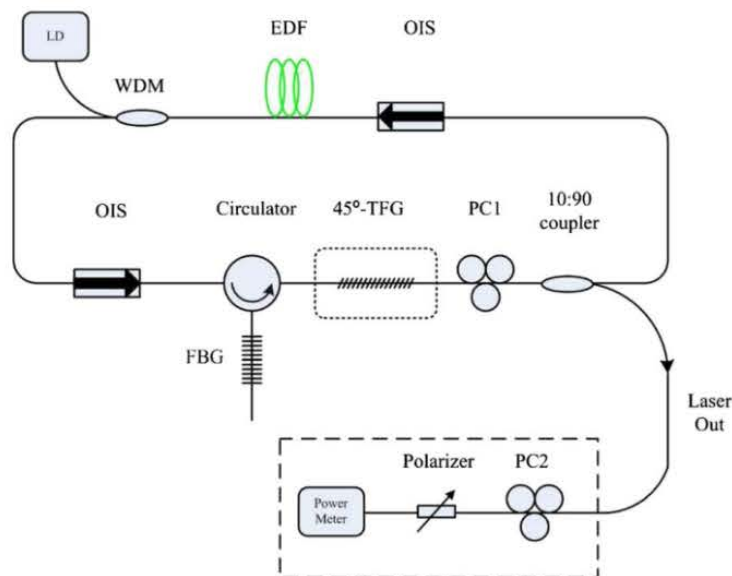 LD
WDM
EDF
OIS
OIS
Circulator
45°-TFG
PC1
10:90
coupler
FBG
Laser
Out
Polarizer
PC2
Power
Meter